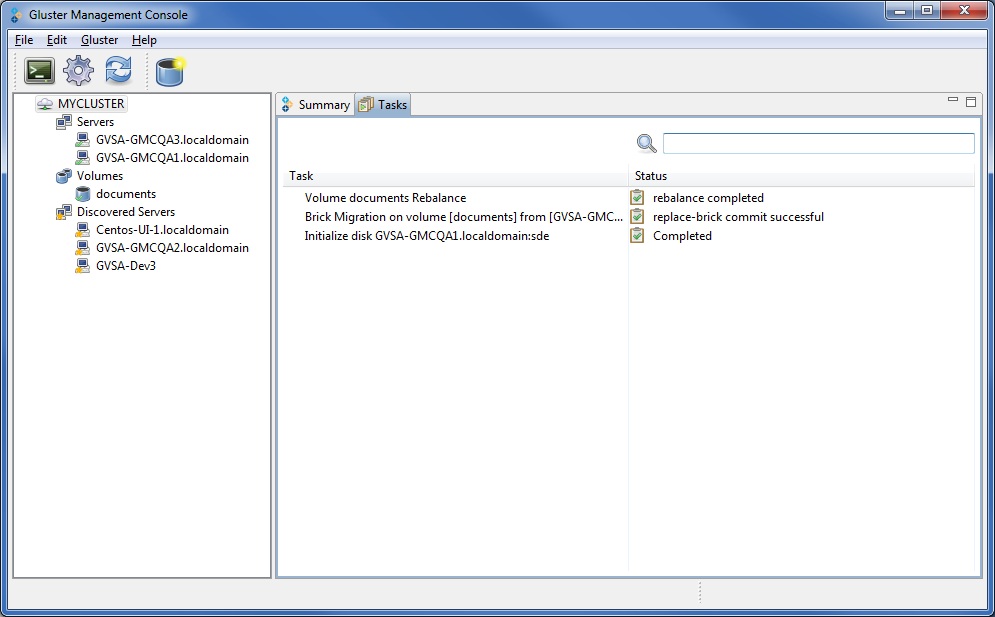 Gluster Management Console
File Edit Gluster Help
MYCLUSTER
Servers
GVSA-GMCQA3.localdomain
GVSA-GMCQA1.localdomain
Volumes
documents
Discovered Servers
Centos-UI-1.localdomain
GVSA-GMCQA2.localdomain
GVSA-Dev3
Summary Tasks
Task Status
Volume documents Rebalance rebalance completed
Brick Migration on volume [documents] from [GVSA-GMC... replace-brick commit successful
Initialize disk GVSA-GMCQA1.localdomain:sde Completed